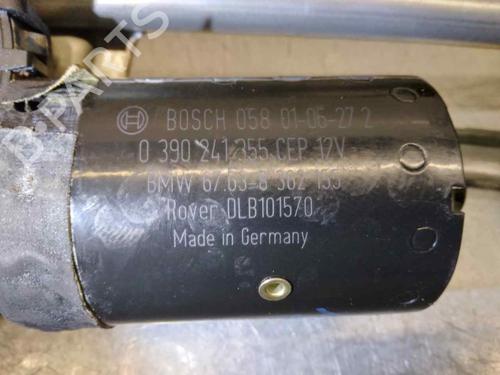 BOSCH 058 01-06-27 2
0 390 241 355 CEP 12V
BMW 67.63-8 362 155
Rover DLB101570
Made in Germany